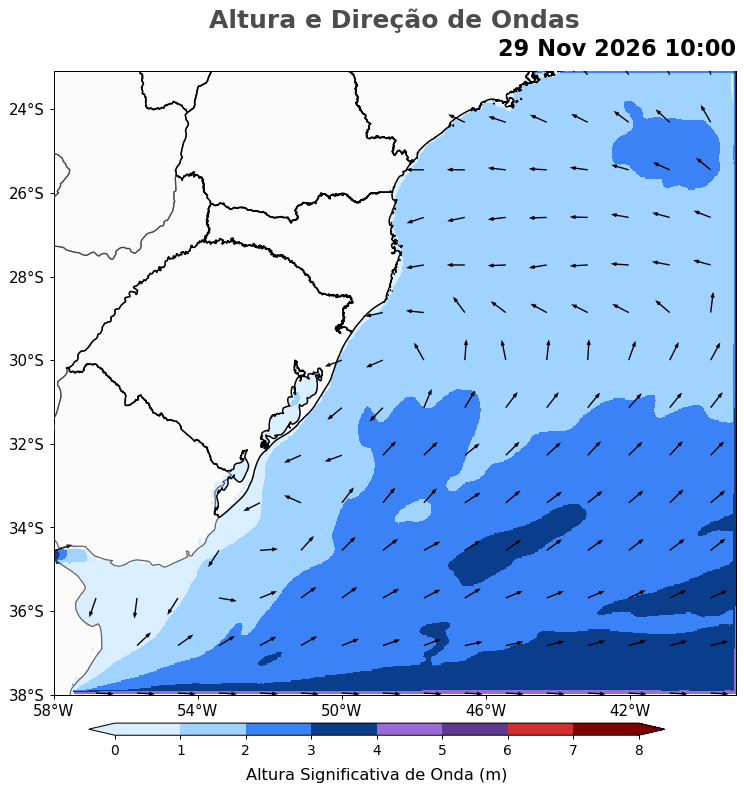 Altura e Direção de Ondas
29 Nov 2026 10:00
24°S
26°S
28°S
30°S
32°S
34°S
36°S
38°S
58°W 54°W 50°W 46°W 42°W
0 1 2 3 4 5 6 7 8
Altura Significativa de Onda (m)